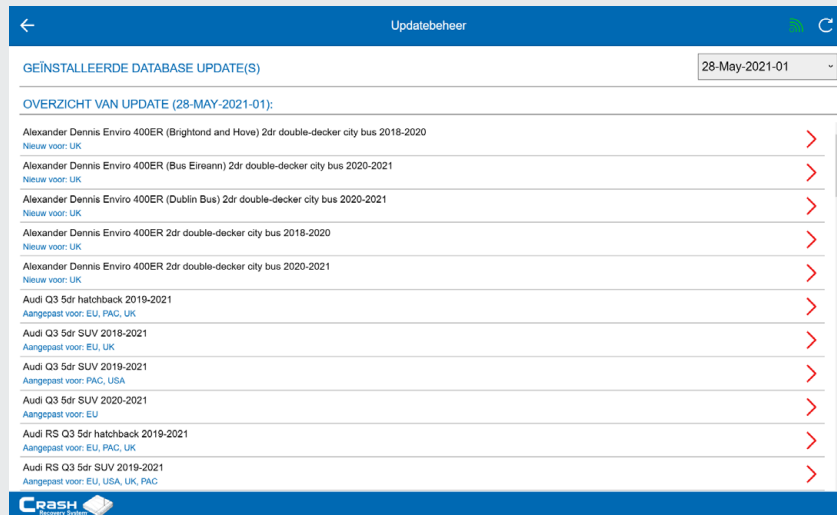 Updatebeheer
GEÏNSTALLEERDE DATABASE UPDATE(S)
28-May-2021-01
OVERZICHT VAN UPDATE (28-MAY-2021-01):
Alexander Dennis Enviro 400ER (Brightond and Hove) 2dr double-decker city bus 2018-2020
Nieuw voor: UK
Alexander Dennis Enviro 400ER (Bus Eireann) 2dr double-decker city bus 2020-2021
Nieuw voor: UK
Alexander Dennis Enviro 400ER (Dublin Bus) 2dr double-decker city bus 2020-2021
Nieuw voor: UK
Alexander Dennis Enviro 400ER 2dr double-decker city bus 2018-2020
Nieuw voor: UK
Alexander Dennis Enviro 400ER 2dr double-decker city bus 2020-2021
Nieuw voor: UK
Audi Q3 5dr hatchback 2019-2021
Aangepast voor: EU, PAC, UK
Audi Q3 5dr SUV 2018-2021
Aangepast voor: EU, UK
Audi Q3 5dr SUV 2019-2021
Aangepast voor: PAC, USA
Audi Q3 5dr SUV 2020-2021
Aangepast voor: EU
Audi RS Q3 5dr hatchback 2019-2021
Aangepast voor: EU, PAC, UK
Audi RS Q3 5dr SUV 2019-2021
Aangepast voor: EU, USA, UK, PAC
CRASH
Recovery System